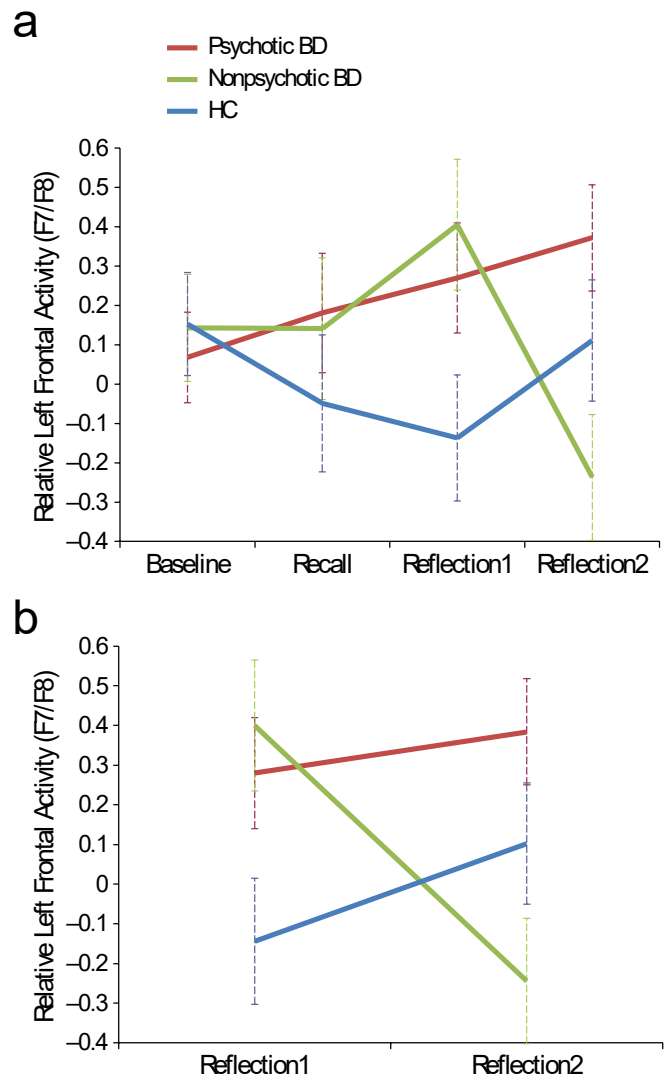 a
Psychotic BD
Nonpsychotic BD
HC
Relative Left Frontal Activity (F7/F8)
0.6
0.5
0.4
0.3
0.2
0.1
0
–0.1
–0.2
–0.3
–0.4
Baseline Recall Reflection1 Reflection2
b
Relative Left Frontal Activity (F7/F8)
0.6
0.5
0.4
0.3
0.2
0.1
0
–0.1
–0.2
–0.3
–0.4
Reflection1 Reflection2